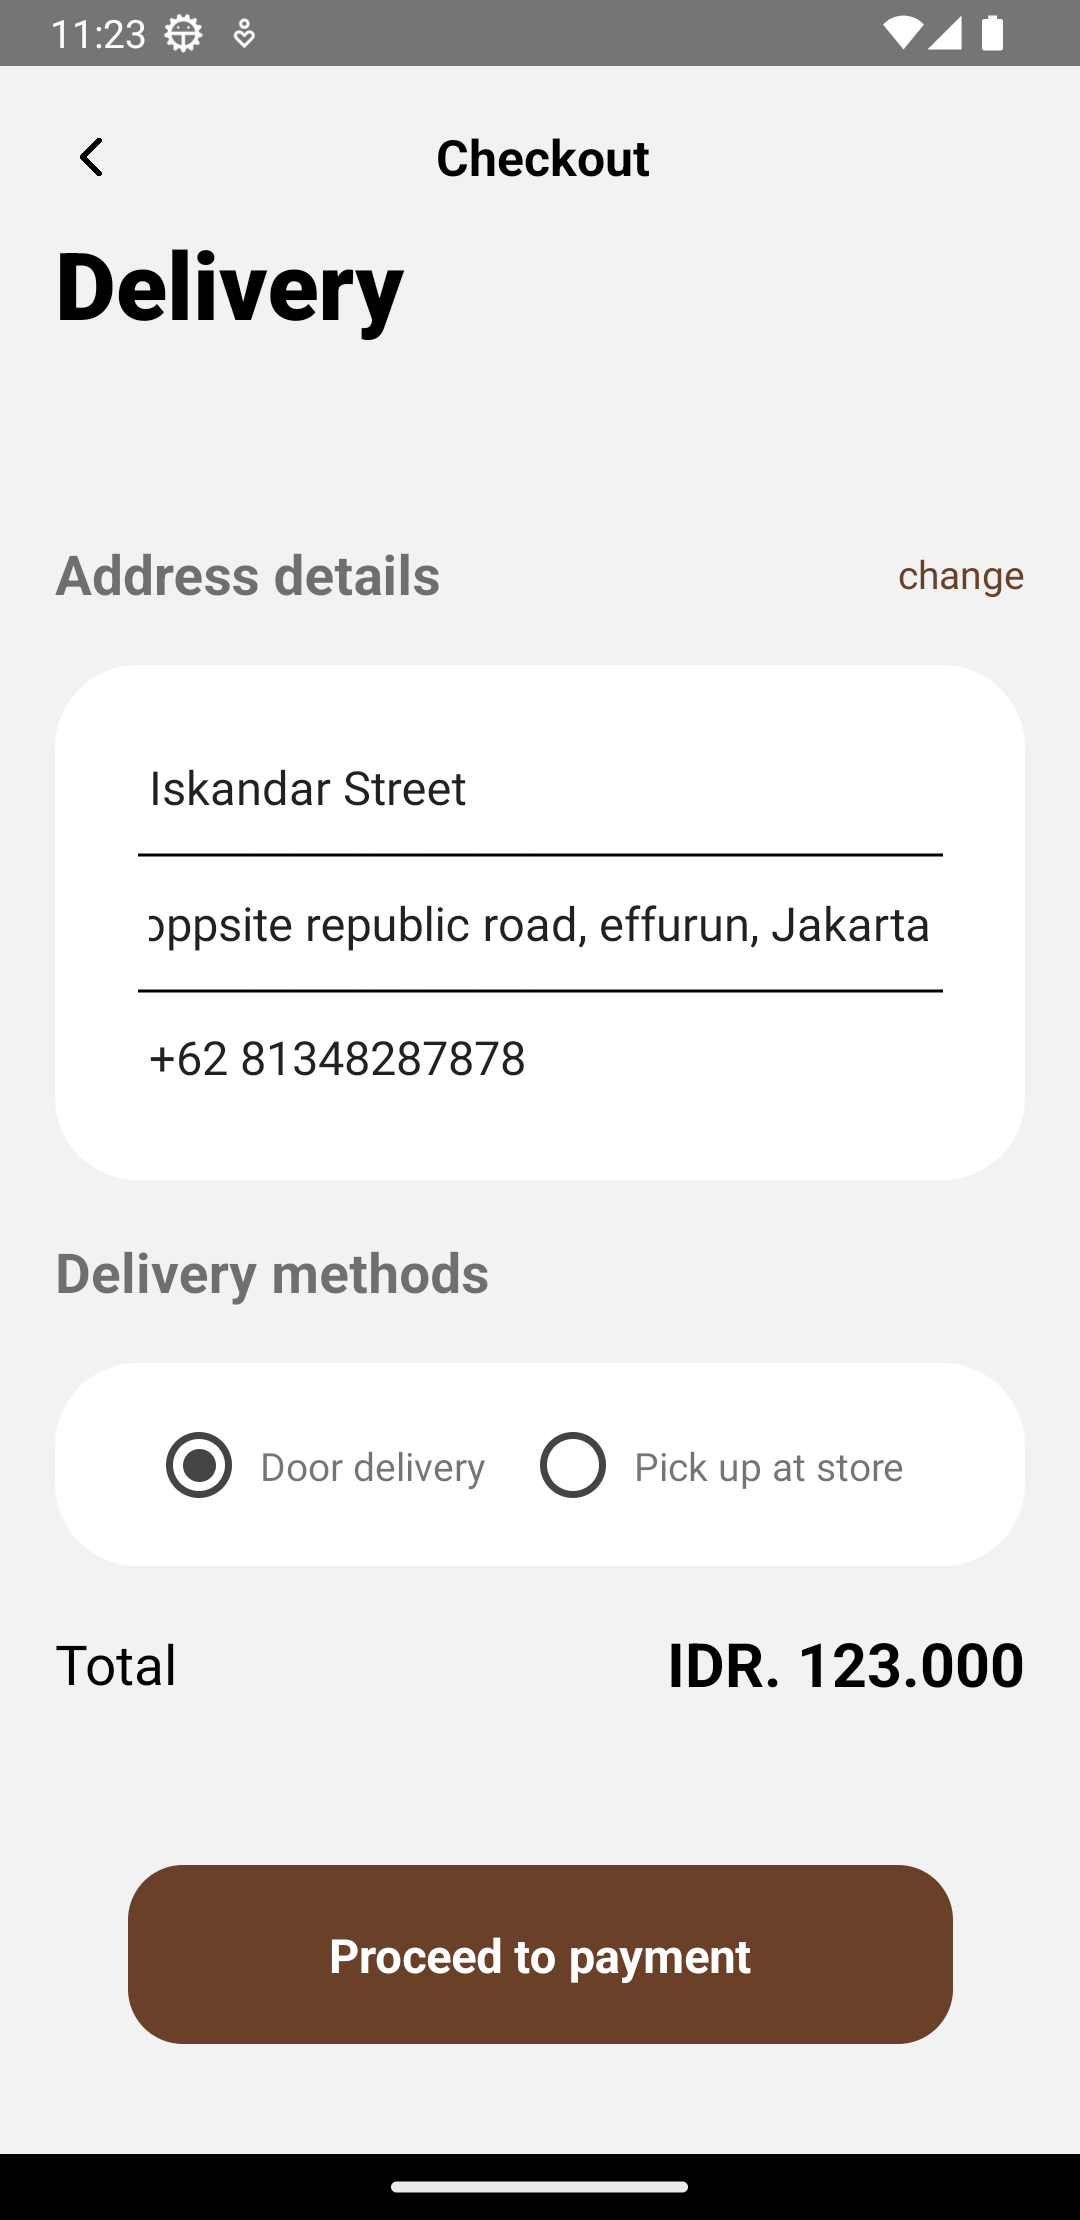 11:23
Checkout
Delivery
Address details
change
Iskandar Street
oppsite republic road, effurun, Jakarta
+62 81348287878
Delivery methods
Door delivery
Pick up at store
Total
IDR. 123.000
Proceed to payment